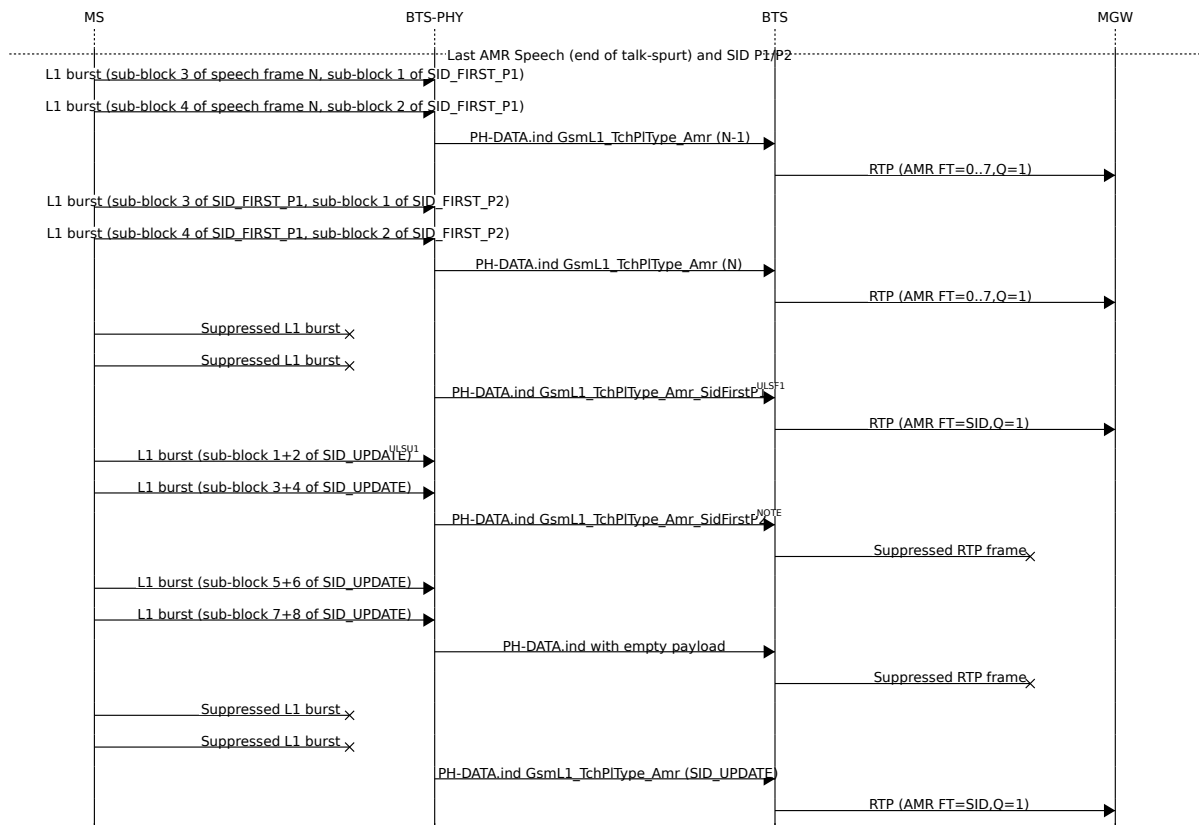 MS BTS-PHY BTS MGW
Last AMR Speech (end of talk-spurt) and SID P1/P2
L1 burst (sub-block 3 of speech frame N, sub-block 1 of SID_FIRST_P1)
L1 burst (sub-block 4 of speech frame N, sub-block 2 of SID_FIRST_P1)
PH-DATA.ind GsmL1_TchPlType_Amr (N-1)
RTP (AMR FT=0..7,Q=1)
L1 burst (sub-block 3 of SID_FIRST_P1, sub-block 1 of SID_FIRST_P2)
L1 burst (sub-block 4 of SID_FIRST_P1, sub-block 2 of SID_FIRST_P2)
PH-DATA.ind GsmL1_TchPlType_Amr (N)
RTP (AMR FT=0..7,Q=1)
Suppressed L1 burst
Suppressed L1 burst
PH-DATA.ind GsmL1_TchPlType_Amr_SidFirstP1 ULSF1
RTP (AMR FT=SID,Q=1)
L1 burst (sub-block 1+2 of SID_UPDATE) ULSU1
L1 burst (sub-block 3+4 of SID_UPDATE)
PH-DATA.ind GsmL1_TchPlType_Amr_SidFirstP2 NOTE
Suppressed RTP frame
L1 burst (sub-block 5+6 of SID_UPDATE)
L1 burst (sub-block 7+8 of SID_UPDATE)
PH-DATA.ind with empty payload
Suppressed RTP frame
Suppressed L1 burst
Suppressed L1 burst
PH-DATA.ind GsmL1_TchPlType_Amr (SID_UPDATE)
RTP (AMR FT=SID,Q=1)